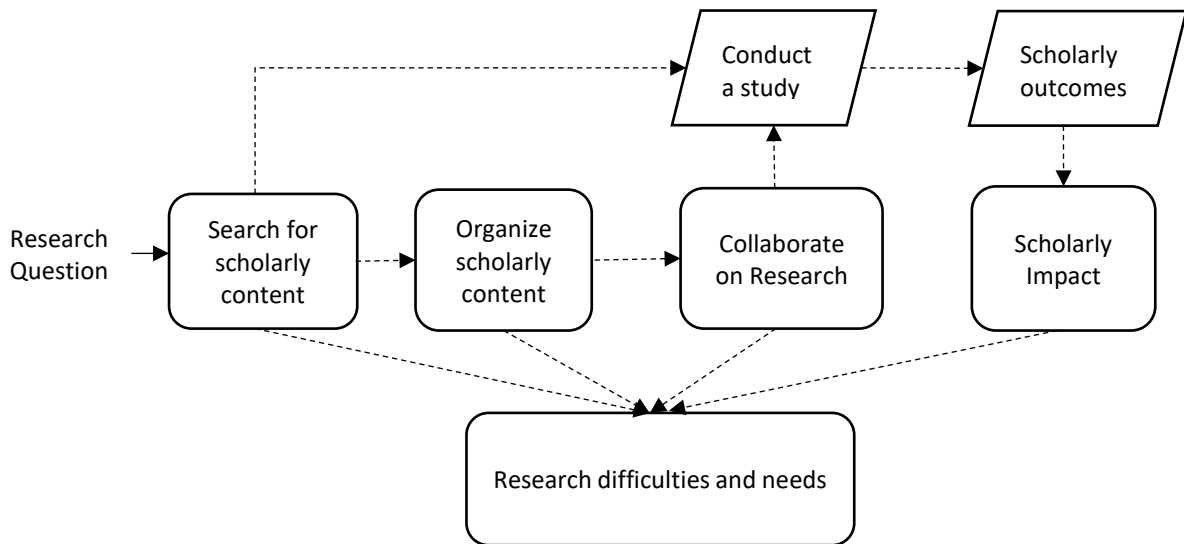 Conduct
a study
Scholarly
outcomes
Research
Question
Search for
scholarly
content
Organize
scholarly
content
Collaborate
on Research
Scholarly
Impact
Research difficulties and needs